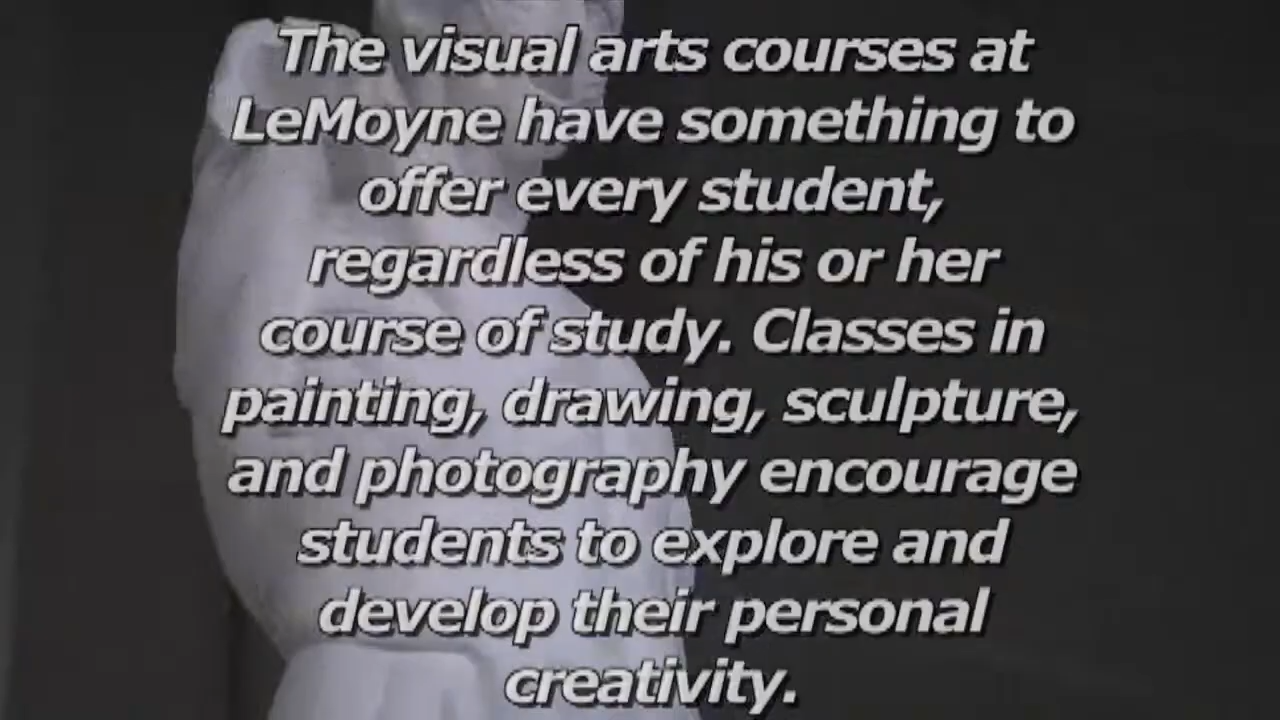 The visual arts courses at
LeMoyne have something to
offer every student,
regardless of his or her
course of study. Classes in
painting, drawing, sculpture,
and photography encourage
students to explore and
develop their personal
creativity.